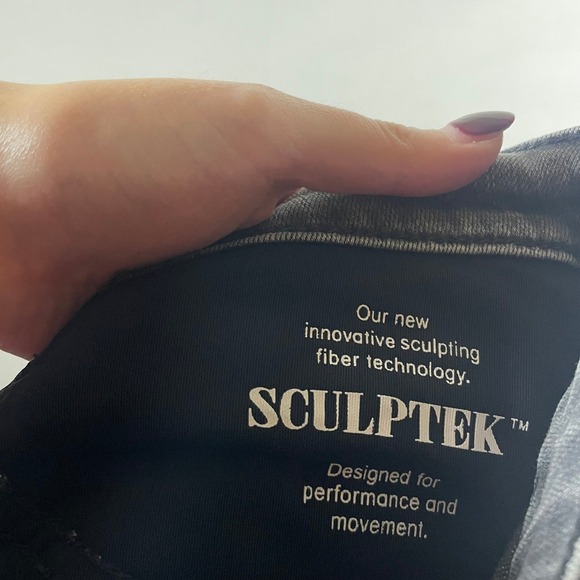 Our new
innovative sculpting
fiber technology.
SCULPTEK™
Designed for
performance and
movement.